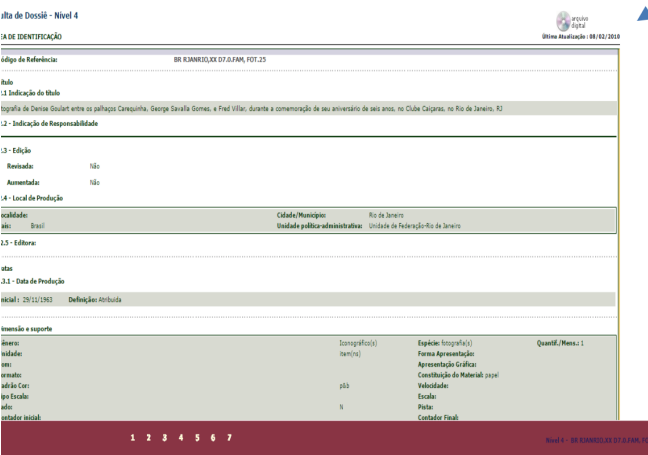 ulta de Dossiê - Nível 4
arquivo
digital
EA DE IDENTIFICAÇÃO
Última Atualização : 08/02/2010
ódigo de Referência: BR RJANRIO,XX D7.0.FAM, FOT.25
ítulo
2.1 Indicação do título
tografia de Denise Goulart entre os palhaços Carequinha, George Savalla Gomes, e Fred Villar, durante a comemoração de seu aniversário de seis anos, no Clube Caiçaras, no Rio de Janeiro, RJ
2.2 - Indicação de Responsabilidade
2.3 - Edição
Revisada: Não
Aumentada: Não
2.4 - Local de Produção
ocalidade: Cidade/Município: Rio de Janeiro
aís: Brasil Unidade política-administrativa: Unidade de Federação-Rio de Janeiro
2.5 - Editora:
atas
.3.1 - Data de Produção
nicial : 29/11/1963 Definição: Atribuida
imensão e suporte
ênero: Iconográfico(s) Espécie: fotografia(s) Quantif./Mens.: 1
nidade: item(ns) Forma Apresentação:
om: Apresentação Gráfica:
ormato: Constituição do Material: papel
adrão Cor: p&b Velocidade:
ipo Escala: Escala:
ado: N Pista:
ontador inicial: Contador Final:
1 2 3 4 5 6 7
Nível 4 - BR RJANRIO,XX D7.0.FAM, FO